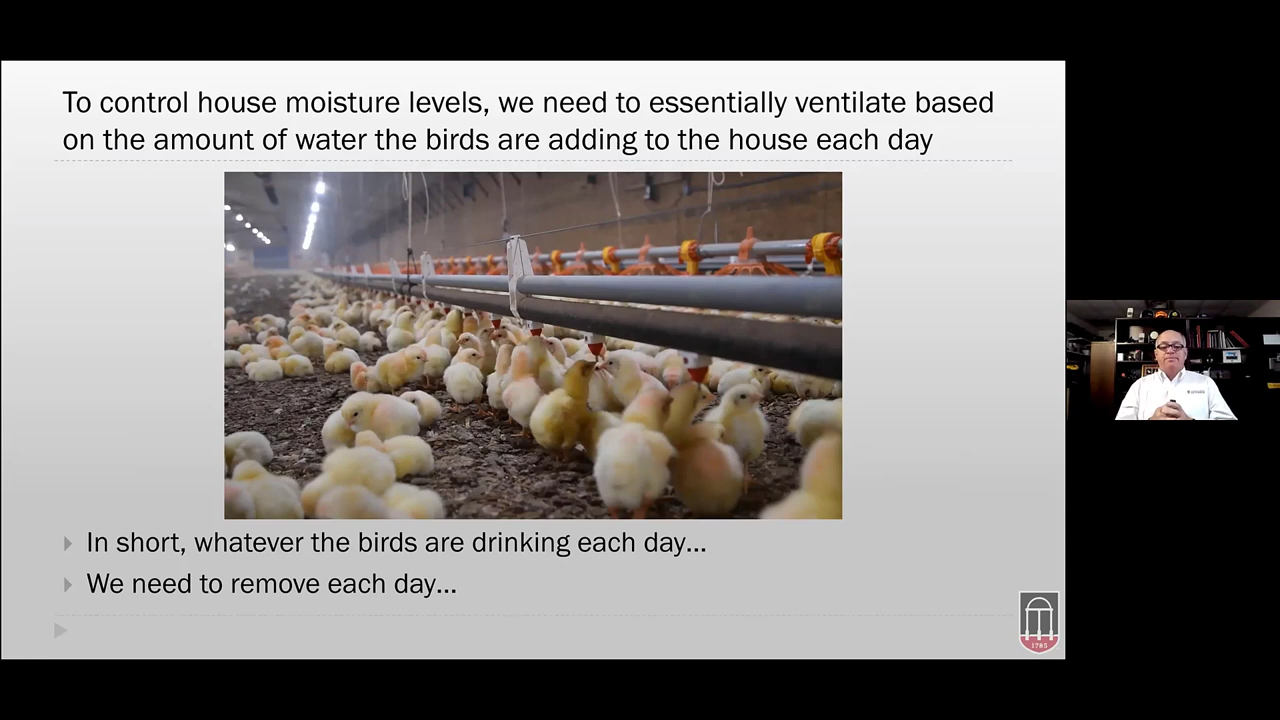 To control house moisture levels, we need to essentially ventilate based
on the amount of water the birds are adding to the house each day
In short, whatever the birds are drinking each day...
We need to remove each day...
1785